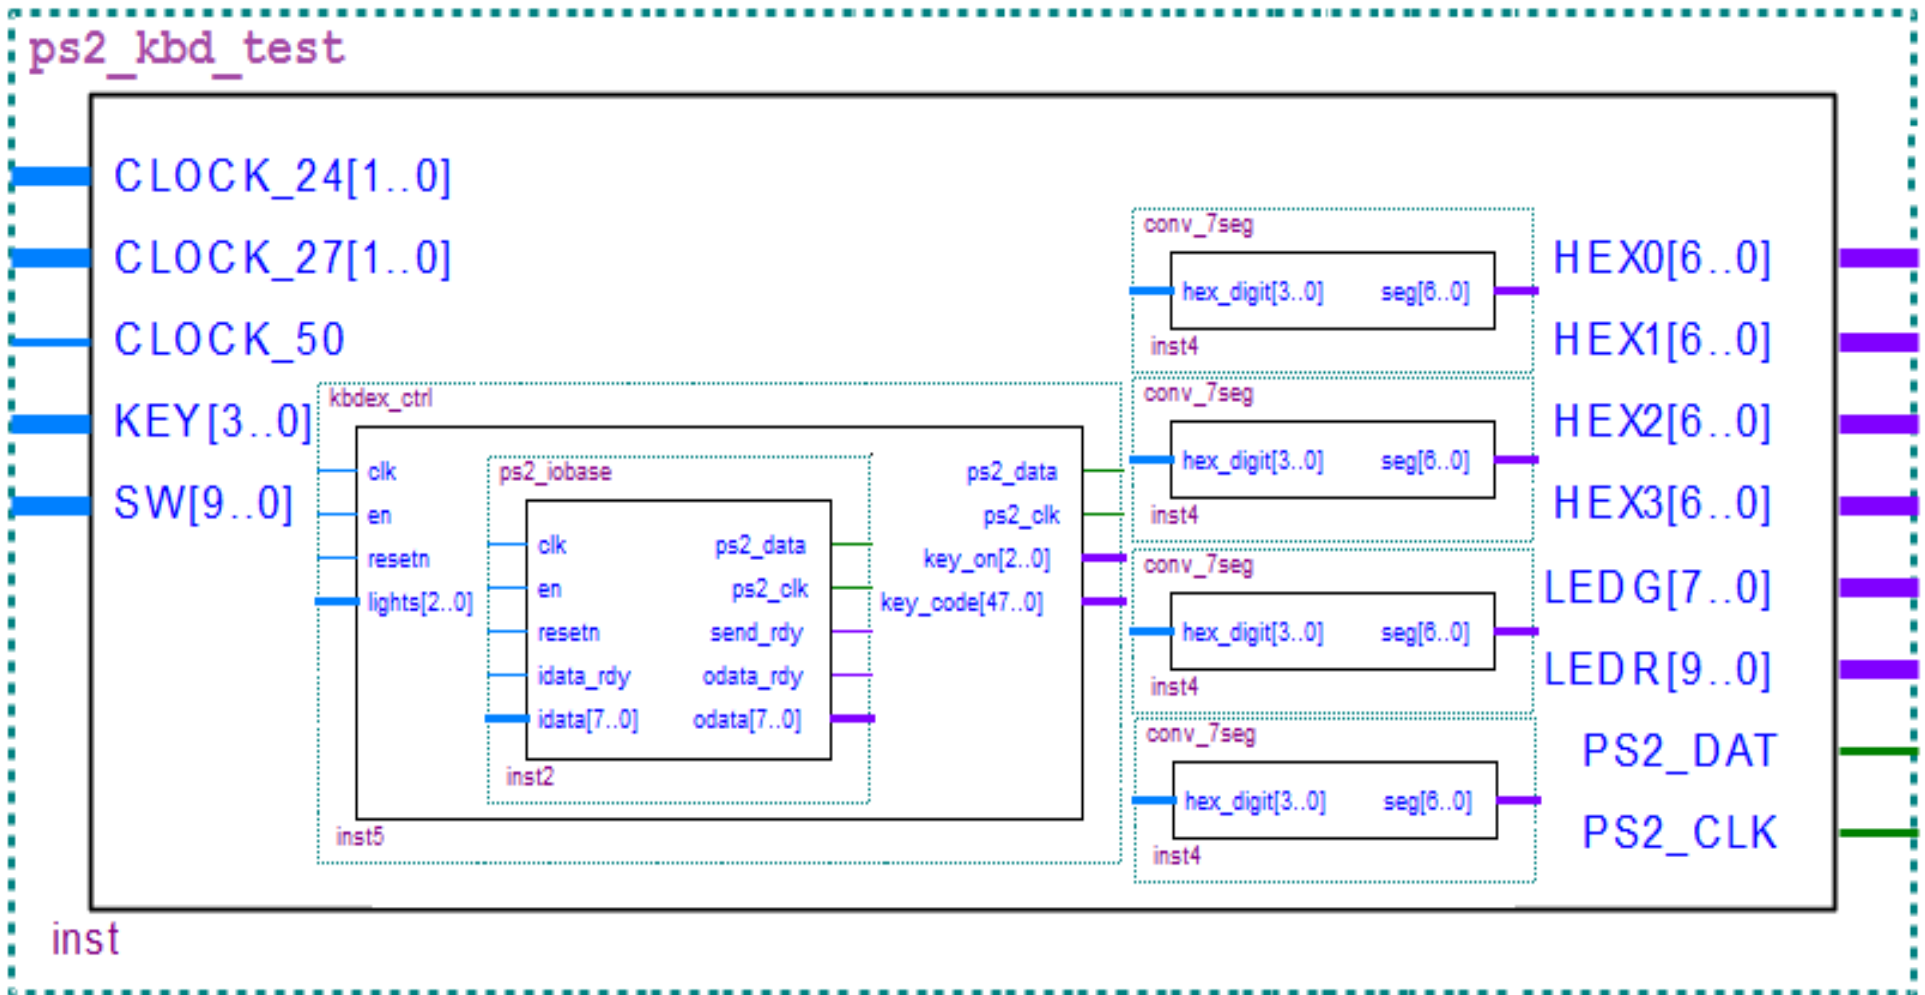 ps2_kbd_test
CLOCK_24[1..0]
CLOCK_27[1..0]
CLOCK_50
KEY[3..0]
SW[9..0]
kbdex_ctrl
clk
en
resetn
lights[2..0]
ps2_iobase
clk
en
resetn
idata_rdy
idata[7..0]
ps2_data
ps2_clk
send_rdy
odata_rdy
odata[7..0]
inst2
ps2_data
ps2_clk
key_on[2..0]
key_code[47..0]
inst5
conv_7seg
hex_digit[3..0] seg[6..0]
inst4
conv_7seg
hex_digit[3..0] seg[6..0]
inst4
conv_7seg
hex_digit[3..0] seg[6..0]
inst4
conv_7seg
hex_digit[3..0] seg[6..0]
inst4
HEX0[6..0]
HEX1[6..0]
HEX2[6..0]
HEX3[6..0]
LEDG[7..0]
LEDR[9..0]
PS2_DAT
PS2_CLK
inst